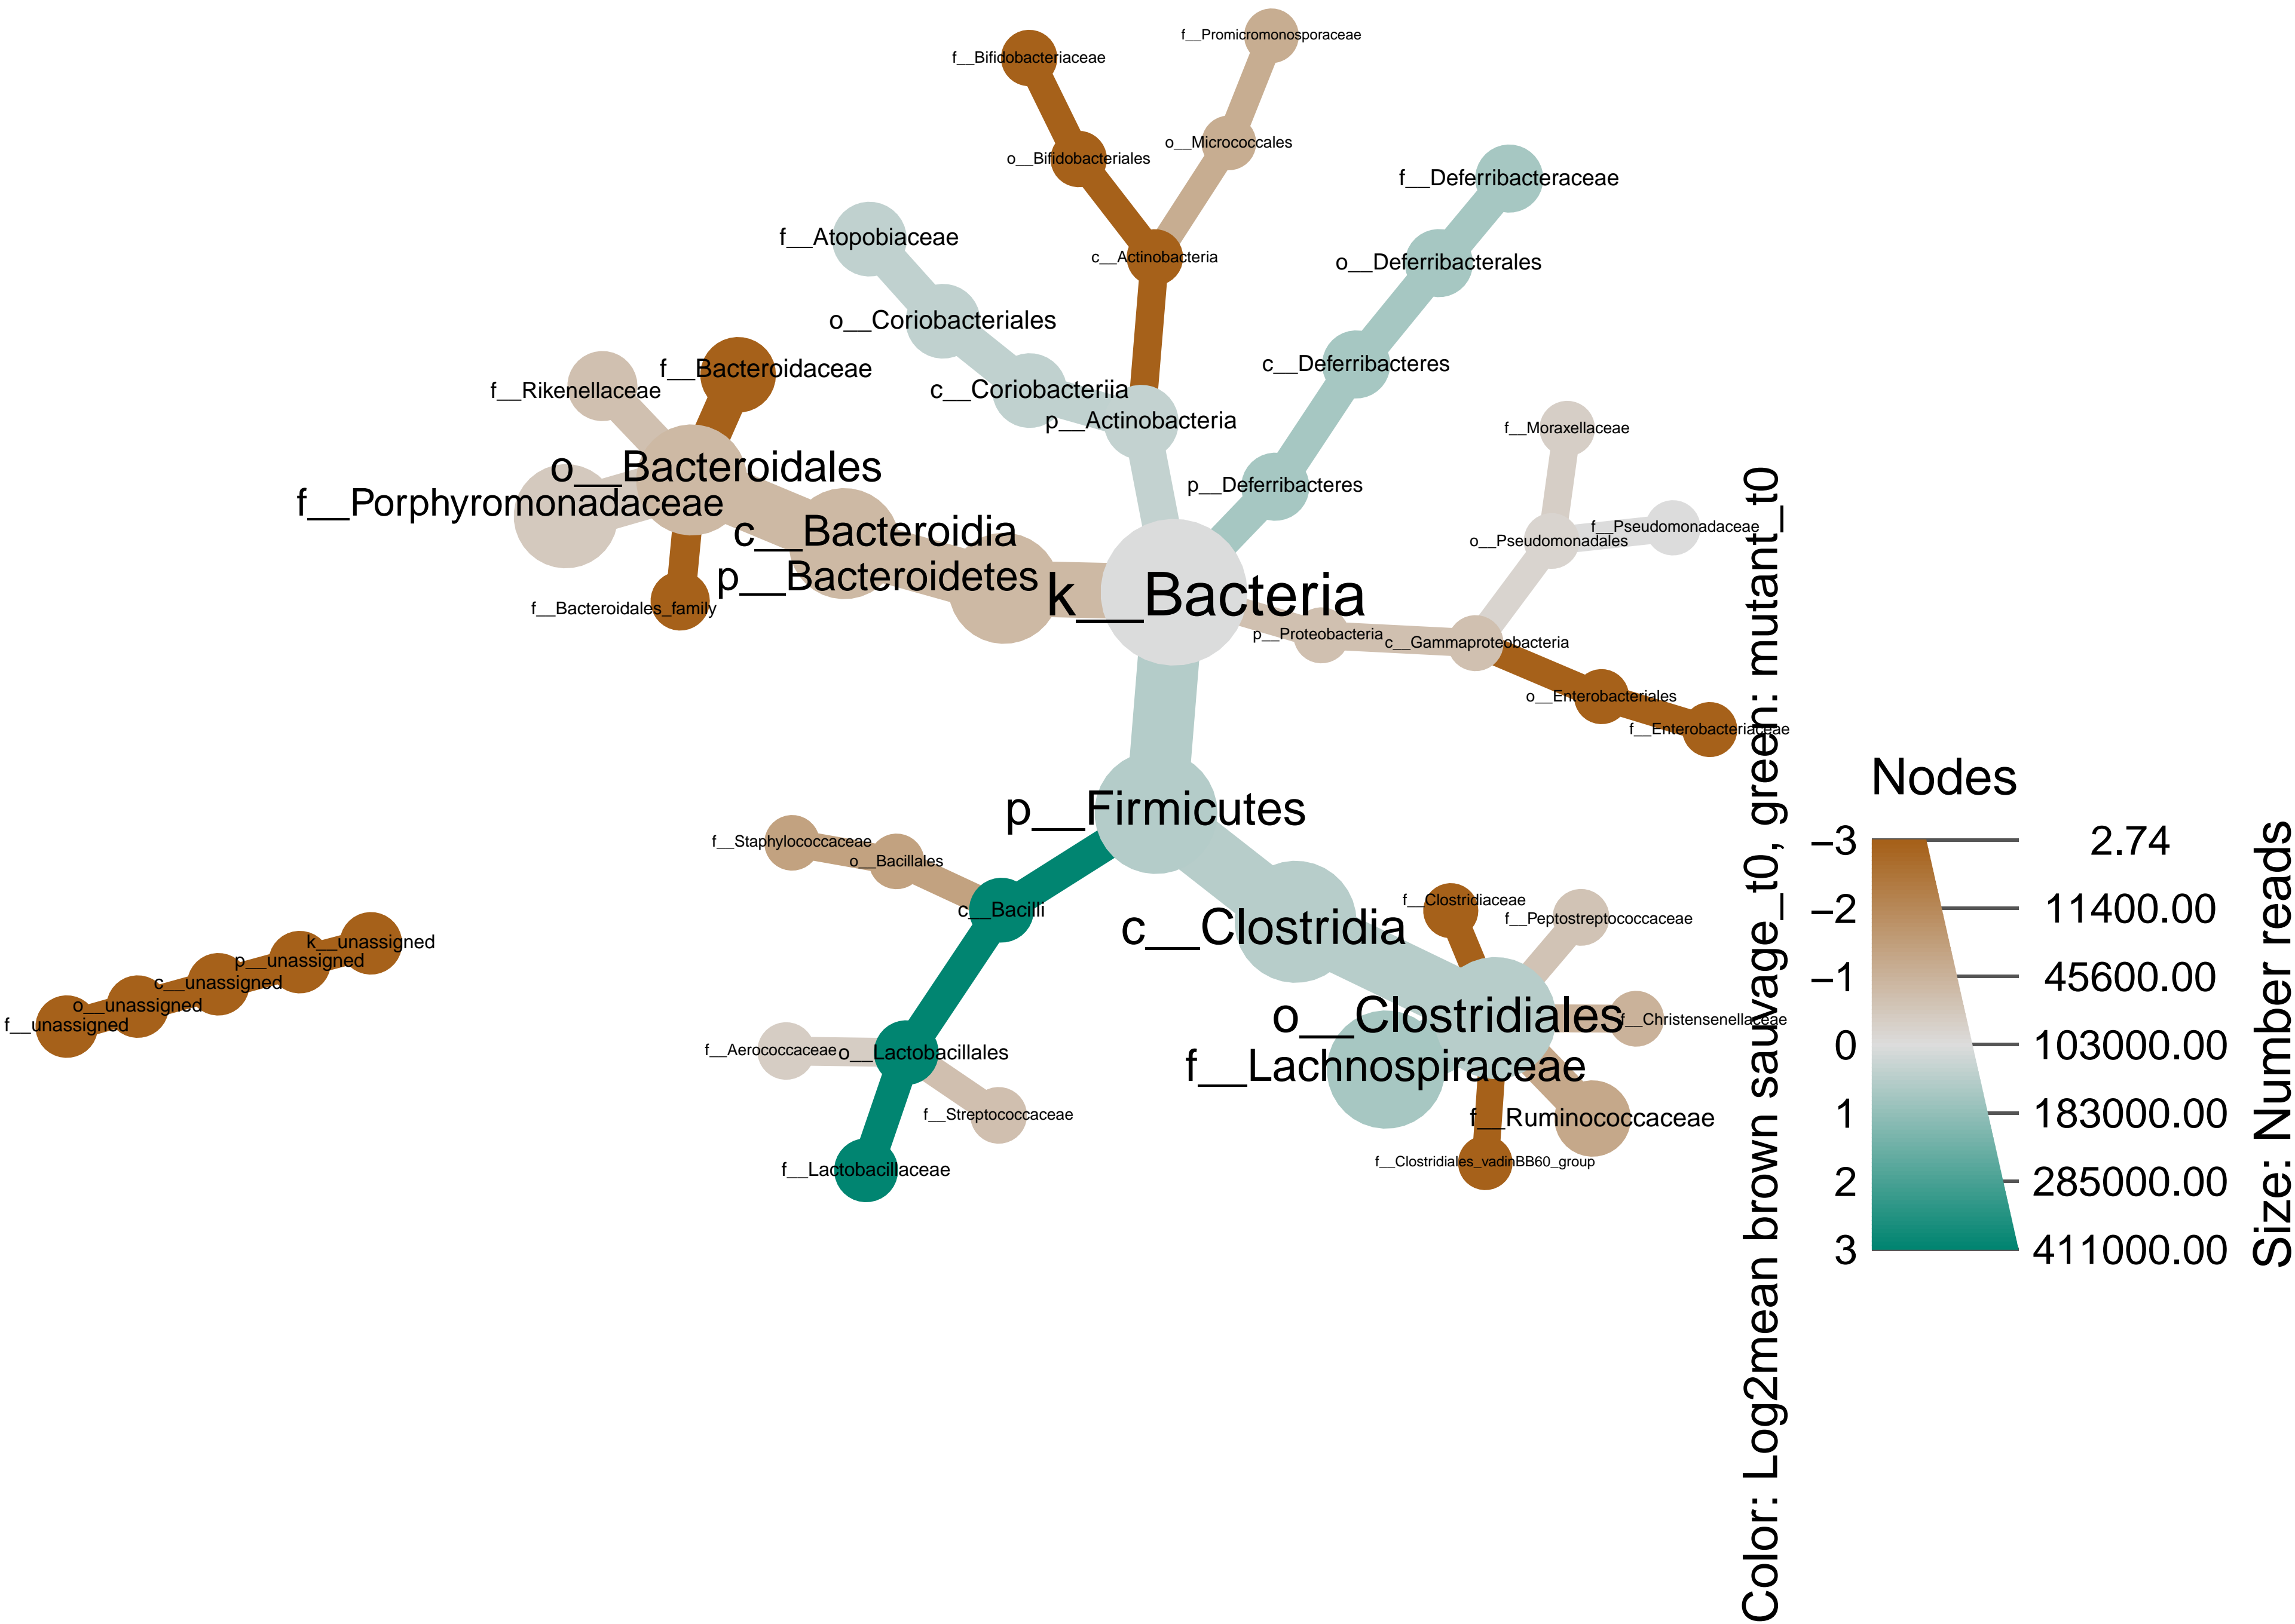 f__Promicromonosporaceae
f__Bifidobacteriaceae
o__Micrococcales
o__Bifidobacteriales
f__Deferribacteraceae
f__Atopobiaceae
c__Actinobacteria
o__Deferribacterales
o__Coriobacteriales
c__Deferribacteres
f__Bacteroidaceae
f__Rikenellaceae
c__Coriobacteriia
p__Actinobacteria
f__Moraxellaceae
o__Bacteroidales
p__Deferribacteres
f__Porphyromonadaceae
f__Pseudomonadaceae
c__Bacteroidia
o__Pseudomonadales
p__Bacteroidetes
k__Bacteria
f__Bacteroidales_family
p__Proteobacteria
c__Gammaproteobacteria
o__Enterobacteriales
f__Enterobacteriaceae
p__Firmicutes
f__Staphylococcaceae
o__Bacillales
f__Clostridiaceae
c__Bacilli
f__Peptostreptococcaceae
c__Clostridia
k__unassigned
p__unassigned
c__unassigned
o__unassigned
f__unassigned
o__Clostridiales
f__Christensenellaceae
f__Aerococcaceae
o__Lactobacillales
f__Lachnospiraceae
f__Streptococcaceae
f__Ruminococcaceae
f__Clostridiales_vadinBB60_group
f__Lactobacillaceae
Color: Log2mean brown sauvage_t0, green: mutant_t0
Nodes
−3 2.74
−2 11400.00
−1 45600.00
0 103000.00
1 183000.00
2 285000.00
3 411000.00
Size: Number reads